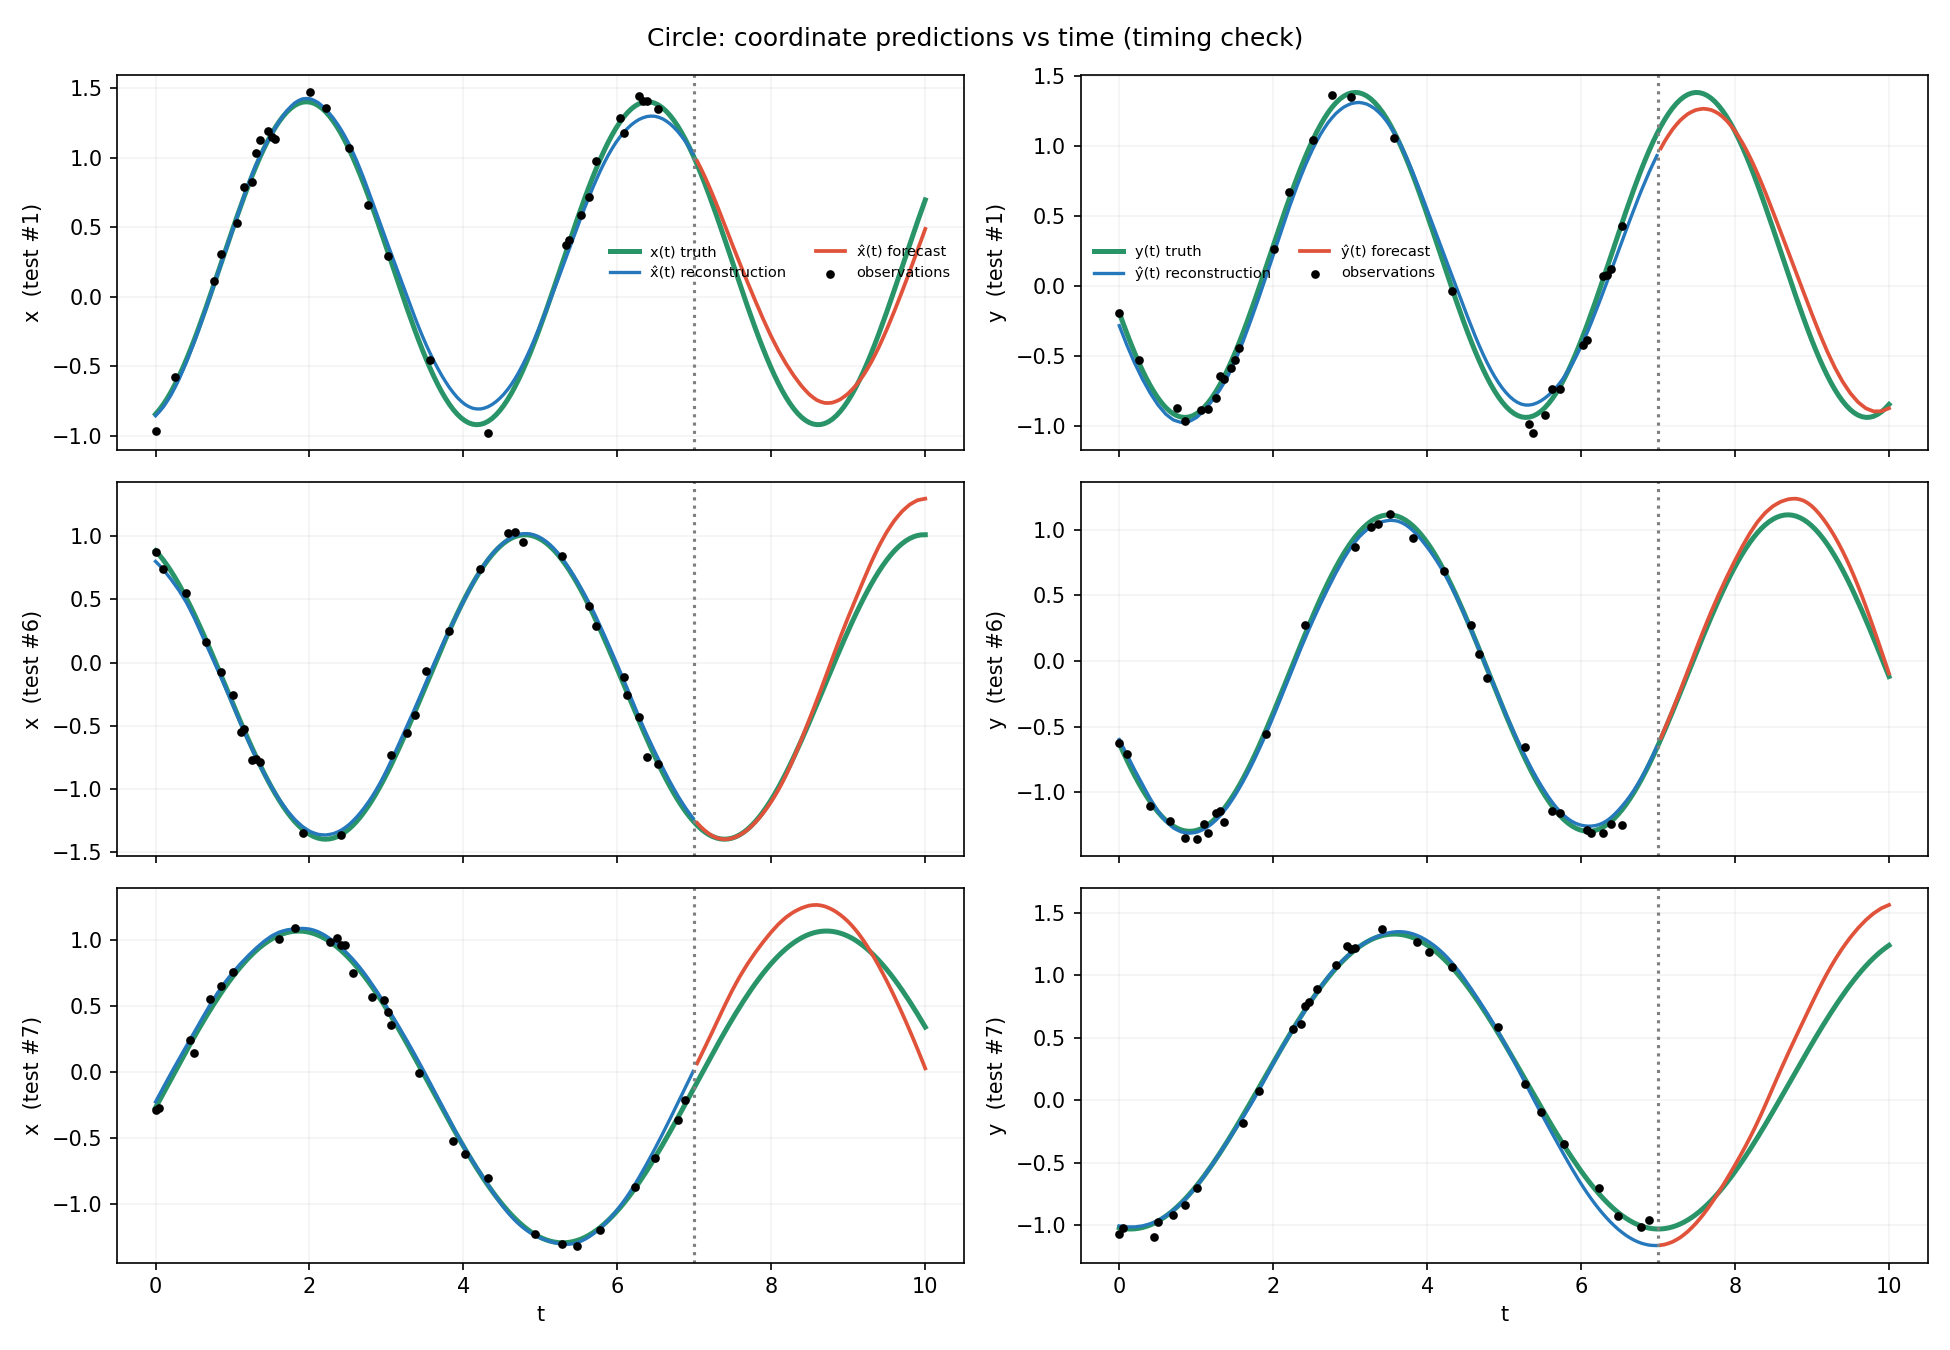 Circle: coordinate predictions vs time (timing check)
1.5
1.0
0.5
0.0
−0.5
−1.0
x (test #1)
x(t) truth
x̂(t) reconstruction
x̂(t) forecast
observations
1.5
1.0
0.5
0.0
−0.5
−1.0
y (test #1)
y(t) truth
ŷ(t) reconstruction
ŷ(t) forecast
observations
1.0
0.5
0.0
−0.5
−1.0
−1.5
x (test #6)
1.0
0.5
0.0
−0.5
−1.0
y (test #6)
1.0
0.5
0.0
−0.5
−1.0
x (test #7)
0 2 4 6 8 10
t
1.5
1.0
0.5
0.0
−0.5
−1.0
y (test #7)
0 2 4 6 8 10
t